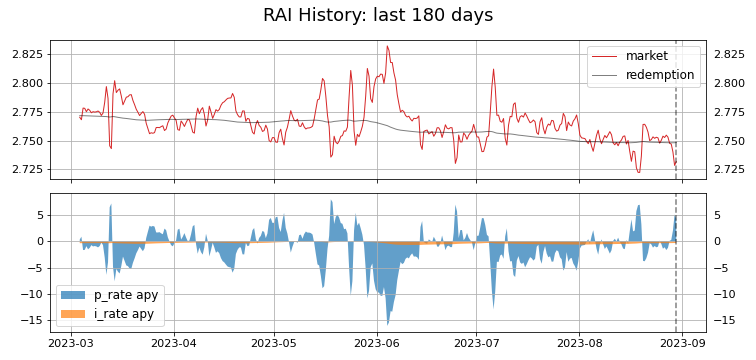 RAI History: last 180 days
2.825 2.825
2.800 2.800
2.775 2.775
2.750 2.750
2.725 2.725
market
redemption
5 5
0 0
−5 −5
−10 −10
−15 −15
p_rate apy
i_rate apy
2023-03 2023-04 2023-05 2023-06 2023-07 2023-08 2023-09